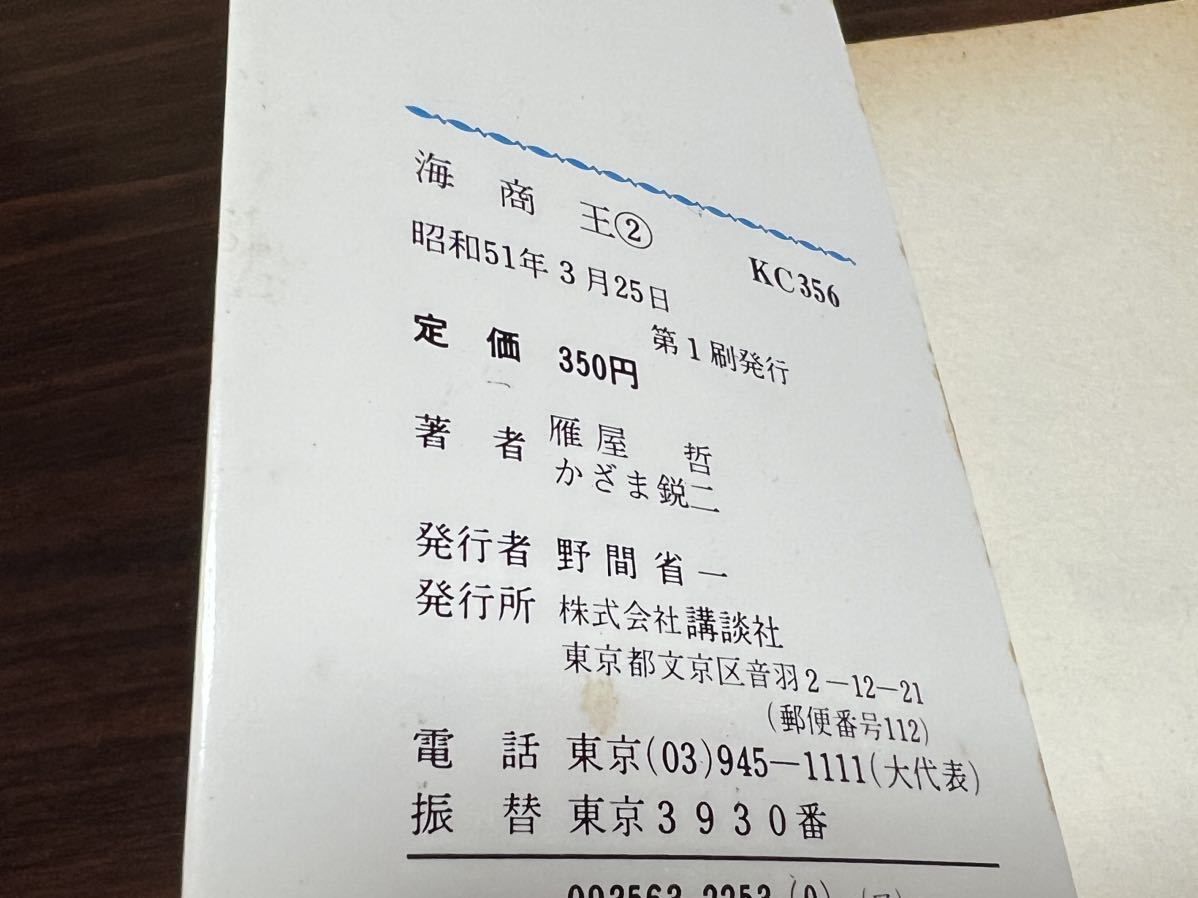 海商王② KC356
昭和51年3月25日
第1刷発行
定価 350円
著者 雁屋 哲
かざま鋭二
発行者 野間省一
発行所 株式会社講談社
東京都文京区音羽2-12-21
(郵便番号112)
電話 東京(03)945-1111(大代表)
振替 東京3930番